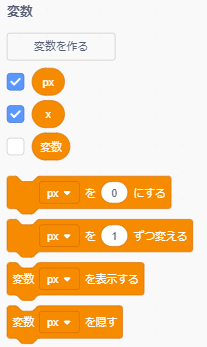 変数
変数を作る
px
x
変数
px を 0 にする
px を 1 ずつ変える
変数 px を表示する
変数 px を隠す